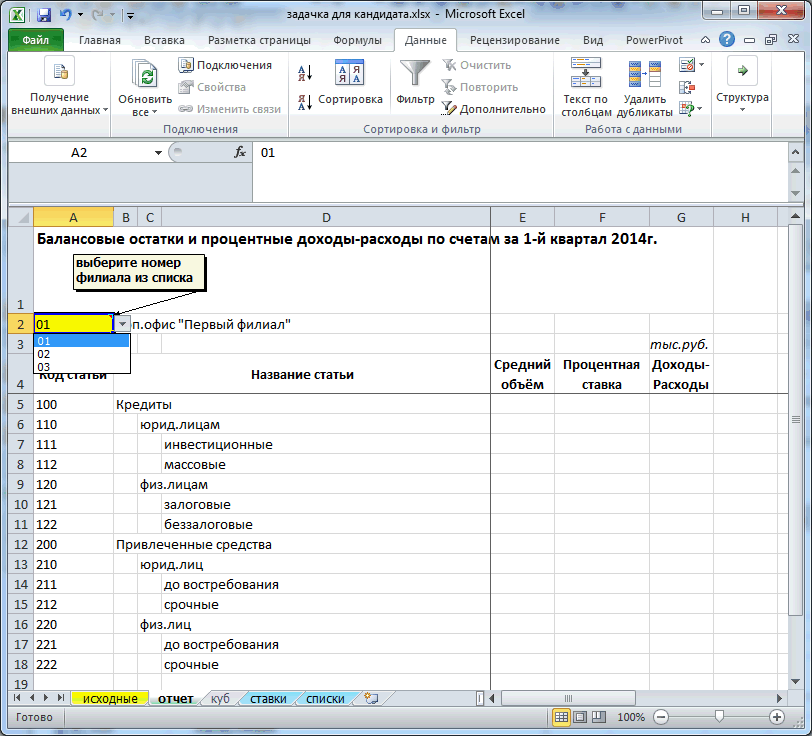 задачка для кандидата.xlsx - Microsoft Excel
Файл Главная Вставка Разметка страницы Формулы Данные Рецензирование Вид PowerPivot
Получение внешних данных
Обновить все
Подключения
Свойства
Изменить связи
Подключения
Сортировка
Фильтр
Очистить
Повторить
Дополнительно
Сортировка и фильтр
Текст по столбцам
Удалить дубликаты
Работа с данными
Структура
A2 fx 01
A B C D E F G H
1 Балансовые остатки и процентные доходы-расходы по счетам за 1-й квартал 2014г.
выберите номер
филиала из списка
2 01 п.офис "Первый филиал"
01
02
03
3 тыс.руб.
4 Код статьи Название статьи Средний объём Процентная ставка Доходы-Расходы
5 100 Кредиты
6 110 юрид.лицам
7 111 инвестиционные
8 112 массовые
9 120 физ.лицам
10 121 залоговые
11 122 беззалоговые
12 200 Привлеченные средства
13 210 юрид.лиц
14 211 до востребования
15 212 срочные
16 220 физ.лиц
17 221 до востребования
18 222 срочные
19
исходные отчет куб ставки списки
Готово 100%